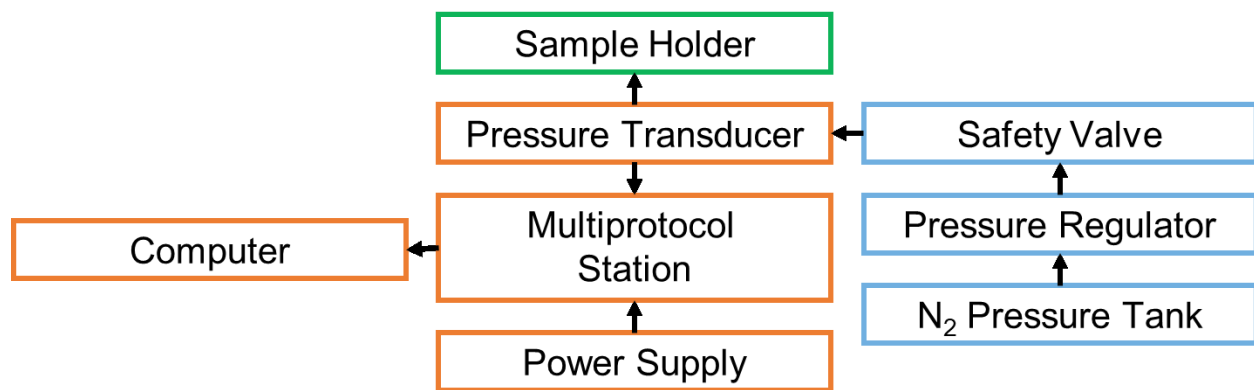 Sample Holder
Pressure Transducer
Safety Valve
Multiprotocol
Station
Pressure Regulator
Computer
N₂ Pressure Tank
Power Supply